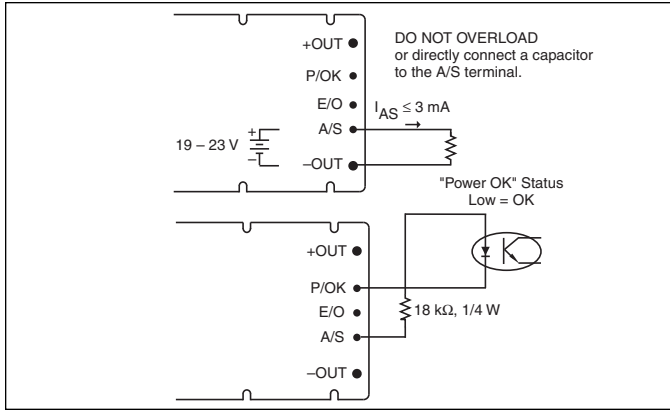 +OUT
DO NOT OVERLOAD
or directly connect a capacitor
to the A/S terminal.
P/OK
E/O
IAS ≤ 3 mA
A/S
+
19 – 23 V
–
–OUT
"Power OK" Status
Low = OK
+OUT
P/OK
E/O
18 kΩ, 1/4 W
A/S
–OUT